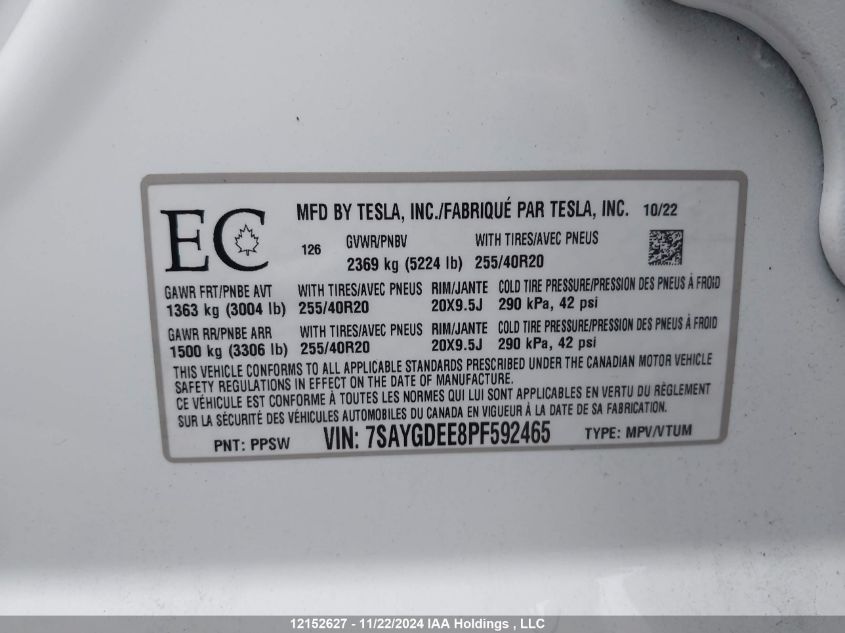 EC
MFD BY TESLA, INC./FABRIQUÉ PAR TESLA, INC. 10/22
126 GVWR/PNBV WITH TIRES/AVEC PNEUS
2369 kg (5224 lb) 255/40R20
GAWR FRT/PNBE AVT WITH TIRES/AVEC PNEUS RIM/JANTE COLD TIRE PRESSURE/PRESSION DES PNEUS À FROID
1363 kg (3004 lb) 255/40R20 20X9.5J 290 kPa, 42 psi
GAWR RR/PNBE ARR WITH TIRES/AVEC PNEUS RIM/JANTE COLD TIRE PRESSURE/PRESSION DES PNEUS À FROID
1500 kg (3306 lb) 255/40R20 20X9.5J 290 kPa, 42 psi
THIS VEHICLE CONFORMS TO ALL APPLICABLE STANDARDS PRESCRIBED UNDER THE CANADIAN MOTOR VEHICLE
SAFETY REGULATIONS IN EFFECT ON THE DATE OF MANUFACTURE.
CE VÉHICULE EST CONFORME À TOUTES LES NORMES QUI LUI SONT APPLICABLES EN VERTU DU RÈGLEMENT
SUR LA SÉCURITÉ DES VÉHICULES AUTOMOBILES DU CANADA EN VIGUEUR À LA DATE DE SA FABRICATION.
PNT: PPSW VIN: 7SAYGDEE8PF592465 TYPE: MPV/VTUM
12152627 - 11/22/2024 IAA Holdings , LLC